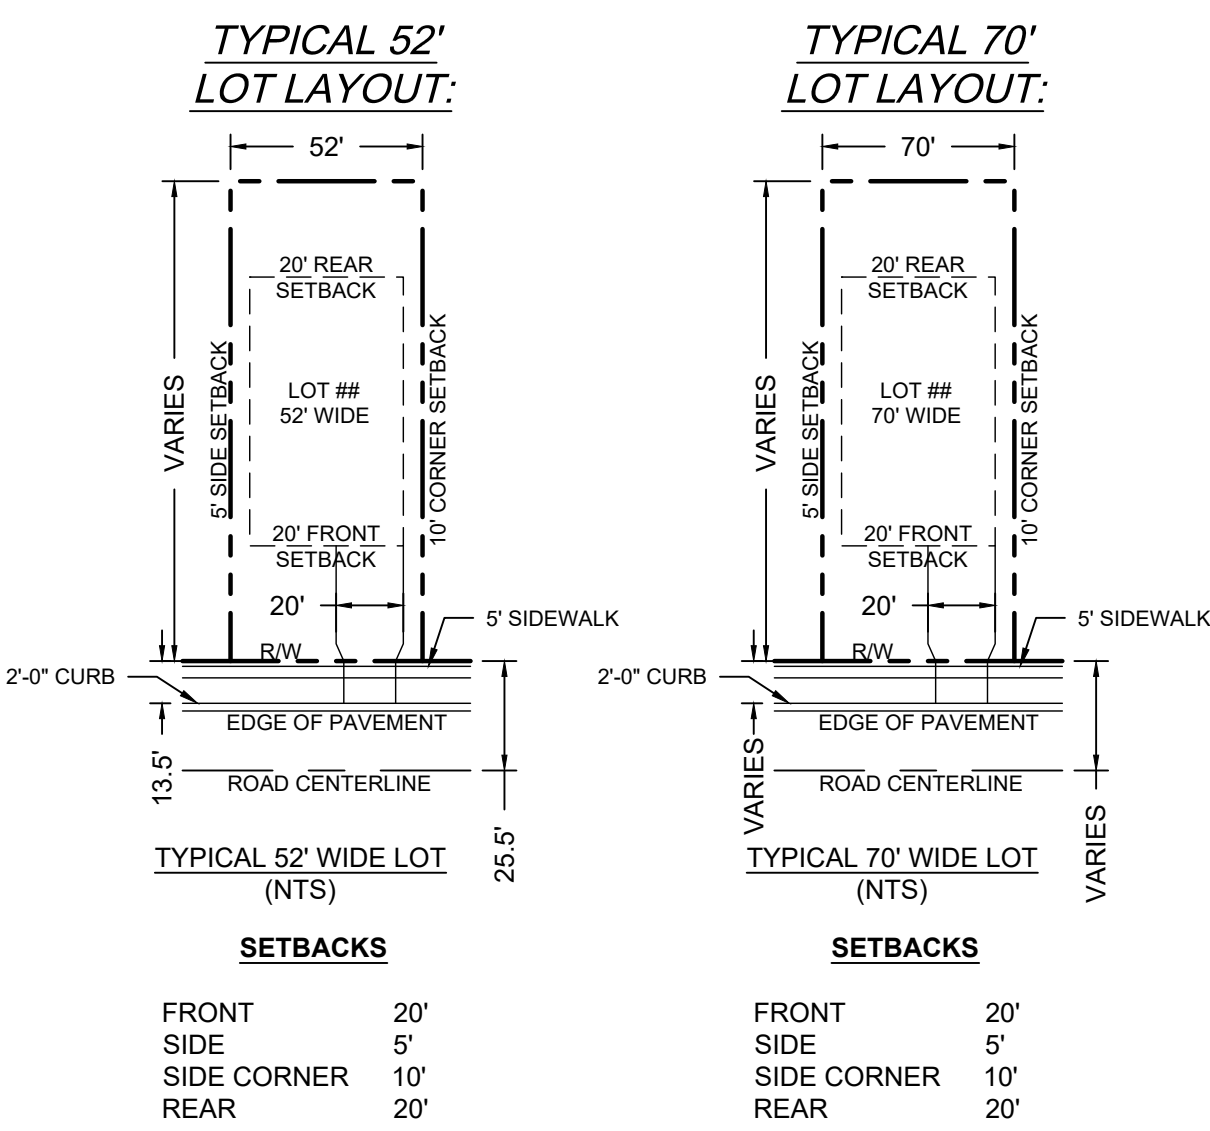 TYPICAL 52'
LOT LAYOUT:
52'
VARIES
20' REAR
SETBACK
5' SIDE SETBACK
LOT ##
52' WIDE
10' CORNER SETBACK
20' FRONT
SETBACK
20'
5' SIDEWALK
R/W
2'-0" CURB
EDGE OF PAVEMENT
13.5'
ROAD CENTERLINE
25.5'
TYPICAL 52' WIDE LOT
(NTS)
SETBACKS
FRONT 20'
SIDE 5'
SIDE CORNER 10'
REAR 20'
TYPICAL 70'
LOT LAYOUT:
70'
VARIES
20' REAR
SETBACK
5' SIDE SETBACK
LOT ##
70' WIDE
10' CORNER SETBACK
20' FRONT
SETBACK
20'
5' SIDEWALK
R/W
2'-0" CURB
EDGE OF PAVEMENT
VARIES
ROAD CENTERLINE
VARIES
TYPICAL 70' WIDE LOT
(NTS)
SETBACKS
FRONT 20'
SIDE 5'
SIDE CORNER 10'
REAR 20'